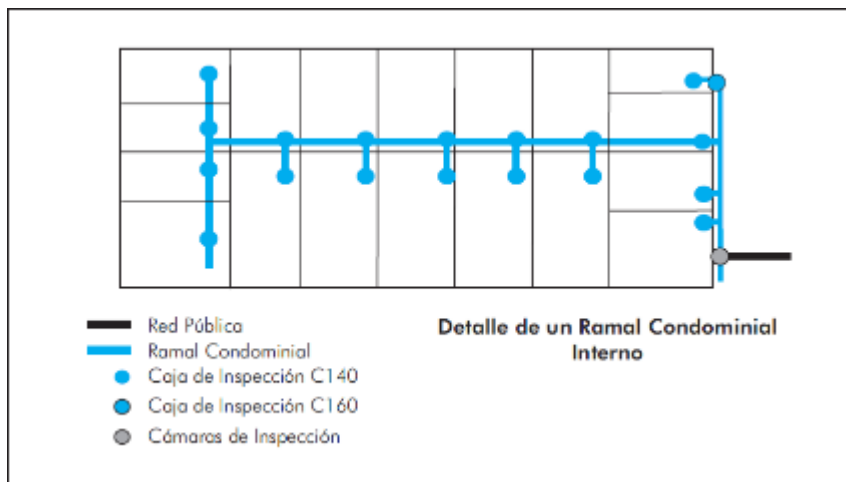 Red Pública
Ramal Condominial
Caja de Inspección C140
Caja de Inspección C160
Cámaras de Inspección
Detalle de un Ramal Condominial
Interno